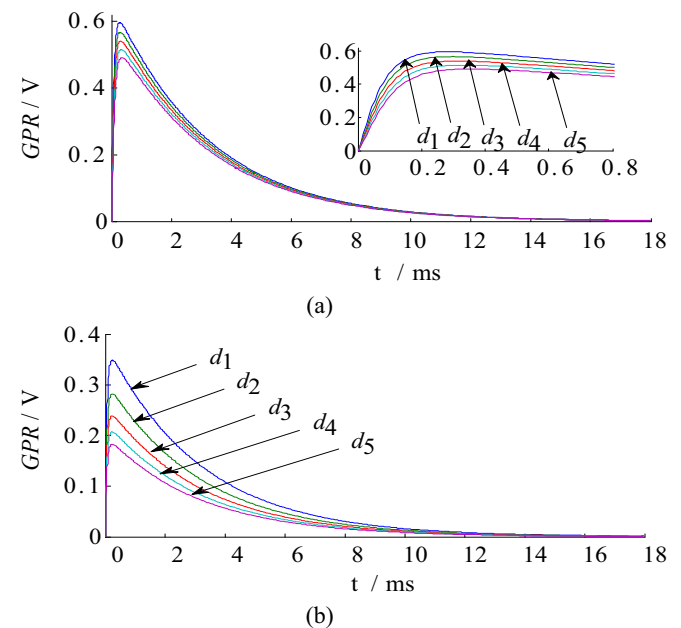 GPR / V
0.6
0.4
0.2
0
0 2 4 6 8 10 12 14 16 18
t / ms
0.6
0.4
0.2
0
0 0.2 0.4 0.6 0.8
d1 d2 d3 d4 d5
(a)
GPR / V
0.4
0.3
0.2
0.1
0
0 2 4 6 8 10 12 14 16 18
t / ms
d1
d2
d3
d4
d5
(b)